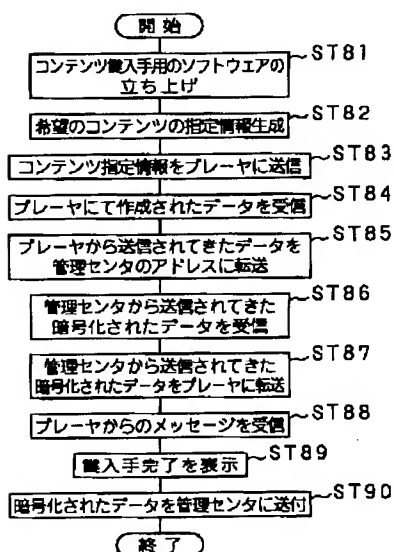 開始
コンテンツ鍵入手用のソフトウェアの
立ち上げ
ST81
希望のコンテンツの指定情報生成
ST82
コンテンツ指定情報をプレーヤに送信
ST83
プレーヤにて作成されたデータを受信
ST84
プレーヤから送信されてきたデータを
管理センタのアドレスに転送
ST85
管理センタから送信されてきた
暗号化されたデータを受信
ST86
管理センタから送信されてきた
暗号化されたデータをプレーヤに転送
ST87
プレーヤからのメッセージを受信
ST88
鍵入手完了を表示
ST89
暗号化されたデータを管理センタに送付
ST90
終了